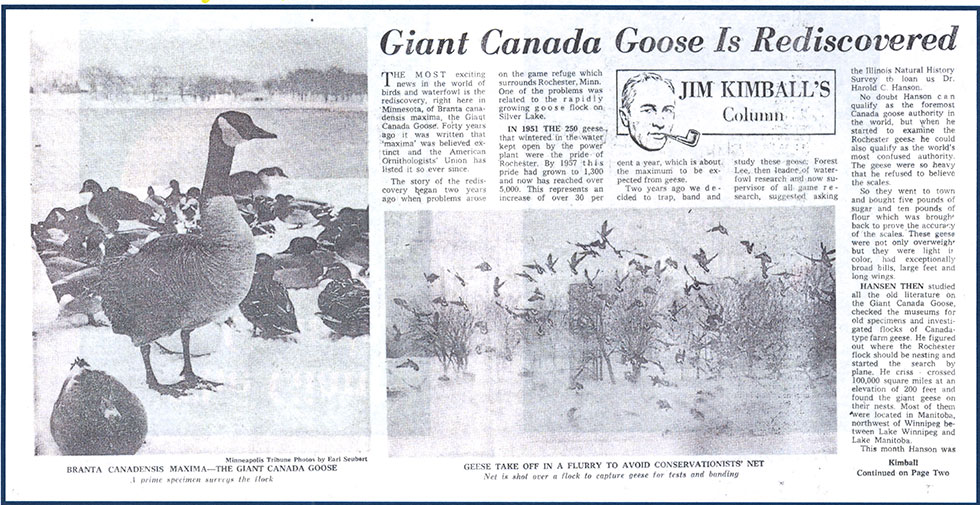 Giant Canada Goose Is Rediscovered
THE MOST exciting
news in the world of
birds and waterfowl is the
rediscovery, right here in
Minnesota, of Branta cana-
densis maxima, the Giant
Canada Goose. Forty years
ago it was written that
'maxima' was believed ex-
tinct and the American
Ornithologists' Union has
listed it so ever since.
The story of the redis-
covery began two years
ago when problems arose
on the game refuge which
surrounds Rochester, Minn.
One of the problems was
related to the rapidly
growing goose flock on
Silver Lake.
IN 1951 THE 250 geese
that wintered in the water
kept open by the power
plant were the pride of
Rochester. By 1957 this
pride had grown to 1,300
and now has reached over
5,000. This represents an
increase of over 30 per
JIM KIMBALL'S
Column
cent a year, which is about
the maximum to be ex-
pected from geese.
Two years ago we de-
cided to trap, band and
study these geese. Forest
Lee, then leader of water-
fowl research and now su-
pervisor of all game re-
search, suggested asking
the Illinois Natural History
Survey to loan us Dr.
Harold C. Hanson.
No doubt Hanson can
qualify as the foremost
Canada goose authority in
the world, but when he
started to examine the
Rochester geese he could
also qualify as the world's
most confused authority.
The geese were so heavy
that he refused to believe
the scales.
So they went to town
and bought five pounds of
sugar and ten pounds of
flour which was brought
back to prove the accuracy
of the scales. These geese
were not only overweight
but they were light in
color, had exceptionally
broad bills, large feet and
long wings.
HANSEN THEN studied
all the old literature on
the Giant Canada Goose,
checked the museums for
old specimens and investi-
gated flocks of Canada-
type farm geese. He figured
out where the Rochester
flock should be nesting and
started the search by
plane. He criss-crossed
100,000 square miles at an
elevation of 200 feet and
found the giant geese on
their nests. Most of them
were located in Manitoba,
northwest of Winnipeg be-
tween Lake Winnipeg and
Lake Manitoba.
This month Hanson was
Kimball
Continued on Page Two
Minneapolis Tribune Photos by Earl Seubert
BRANTA CANADENSIS MAXIMA—THE GIANT CANADA GOOSE
A prime specimen surveys the flock
GEESE TAKE OFF IN A FLURRY TO AVOID CONSERVATIONISTS' NET
Net is shot over a flock to capture geese for tests and banding